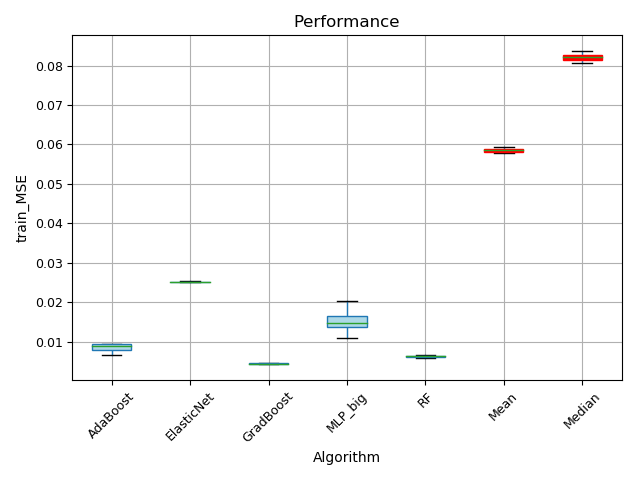 Performance
train_MSE
0.08
0.07
0.06
0.05
0.04
0.03
0.02
0.01
AdaBoost
ElasticNet
GradBoost
MLP_big
RF
Mean
Median
Algorithm